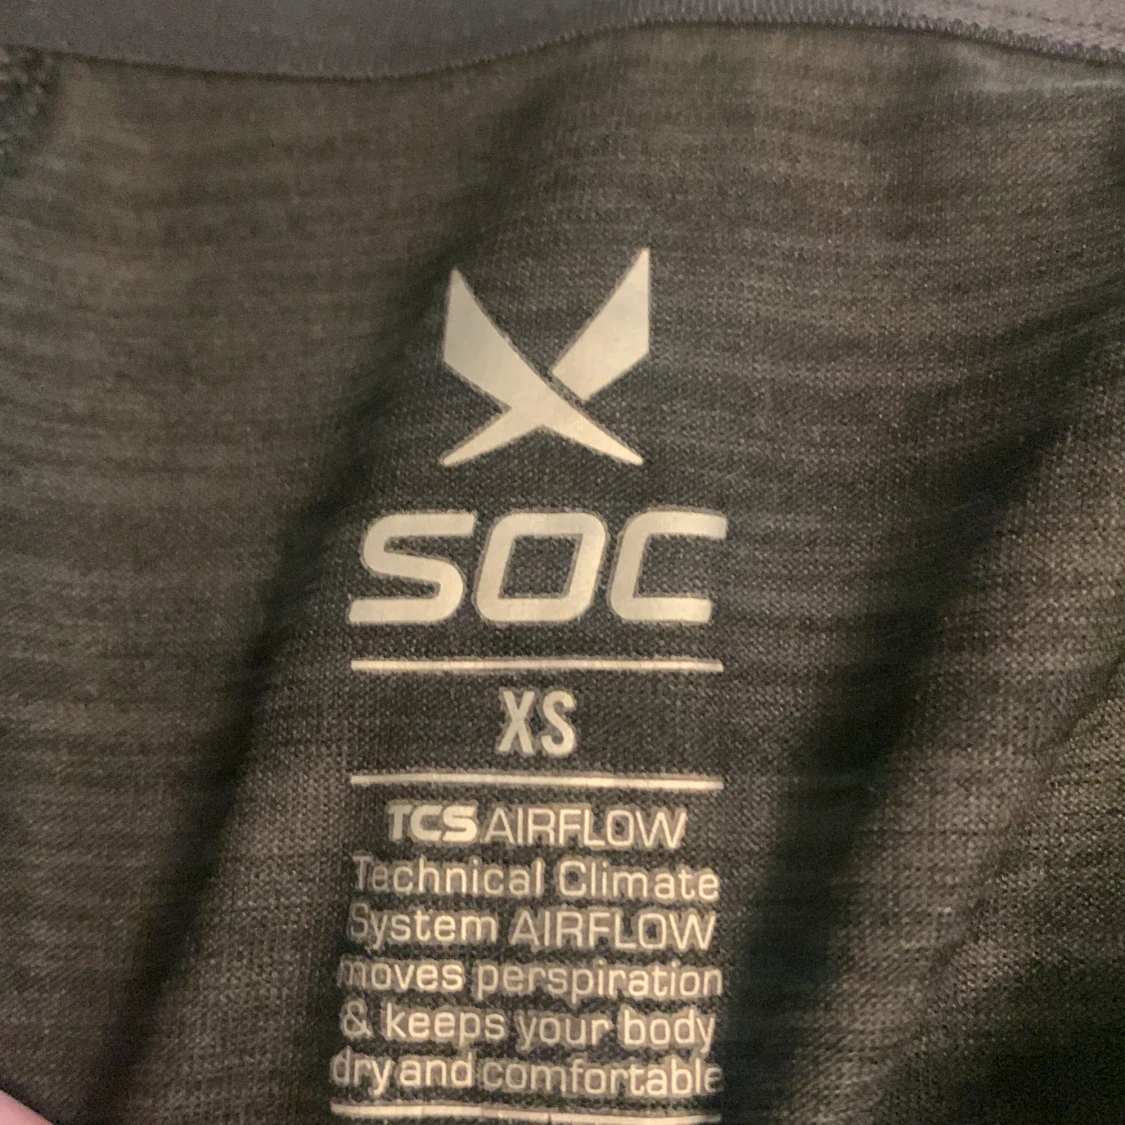 SOC
XS
TCS AIRFLOW
Technical Climate
System AIRFLOW
moves perspiration
& keeps your body
dry and comfortable